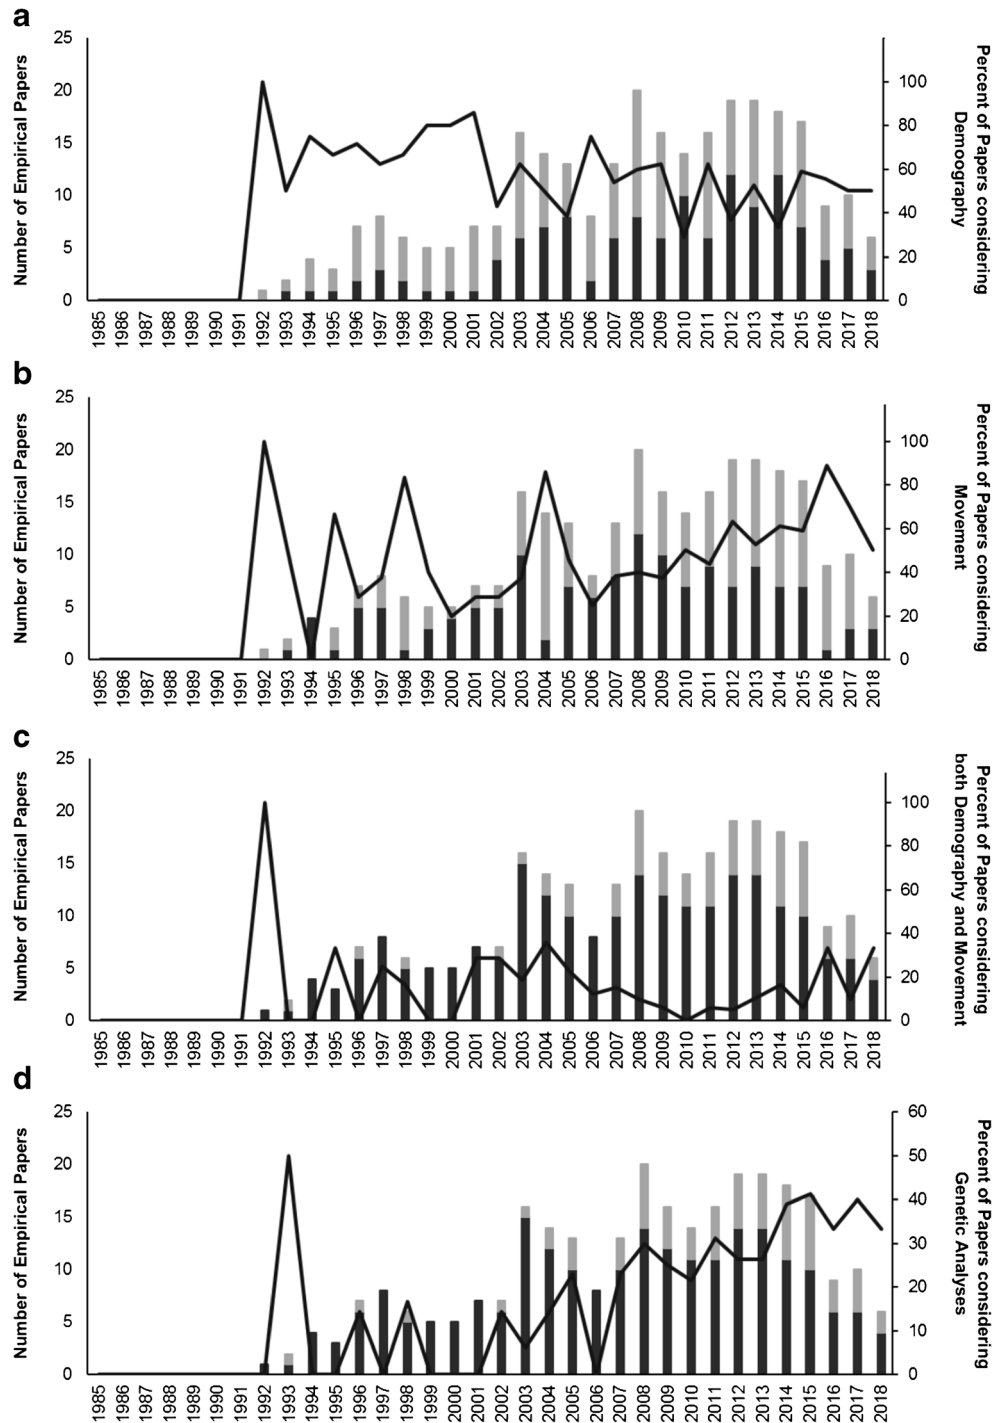 a
Number of Empirical Papers
25
20
15
10
5
0
100
80
60
40
20
0
Percent of Papers considering
Demoography
1985 1986 1987 1988 1989 1990 1991 1992 1993 1994 1995 1996 1997 1998 1999 2000 2001 2002 2003 2004 2005 2006 2007 2008 2009 2010 2011 2012 2013 2014 2015 2016 2017 2018
b
Number of Empirical Papers
25
20
15
10
5
0
100
80
60
40
20
0
Percent of Papers considering
Movement
1985 1986 1987 1988 1989 1990 1991 1992 1993 1994 1995 1996 1997 1998 1999 2000 2001 2002 2003 2004 2005 2006 2007 2008 2009 2010 2011 2012 2013 2014 2015 2016 2017 2018
c
Number of Empirical Papers
25
20
15
10
5
0
100
80
60
40
20
0
Percent of Papers considering
both Demography and Movement
1985 1986 1987 1988 1989 1990 1991 1992 1993 1994 1995 1996 1997 1998 1999 2000 2001 2002 2003 2004 2005 2006 2007 2008 2009 2010 2011 2012 2013 2014 2015 2016 2017 2018
d
Number of Empirical Papers
25
20
15
10
5
0
60
50
40
30
20
10
0
Percent of Papers considering
Genetic Analyses
1985 1986 1987 1988 1989 1990 1991 1992 1993 1994 1995 1996 1997 1998 1999 2000 2001 2002 2003 2004 2005 2006 2007 2008 2009 2010 2011 2012 2013 2014 2015 2016 2017 2018